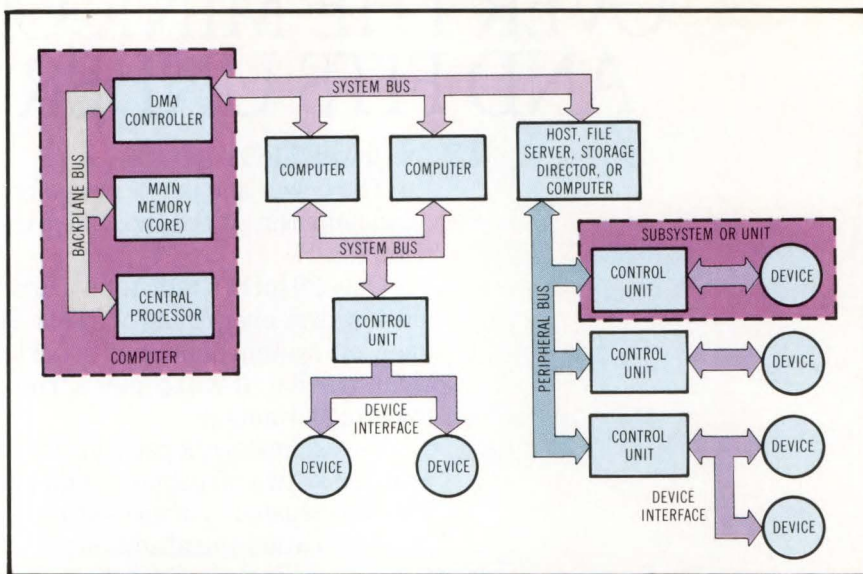 DMA
CONTROLLER
MAIN
MEMORY
(CORE)
CENTRAL
PROCESSOR
BACKPLANE BUS
COMPUTER
SYSTEM BUS
COMPUTER
COMPUTER
SYSTEM BUS
CONTROL
UNIT
DEVICE
INTERFACE
DEVICE
DEVICE
HOST, FILE
SERVER, STORAGE
DIRECTOR, OR
COMPUTER
PERIPHERAL BUS
SUBSYSTEM OR UNIT
CONTROL
UNIT
DEVICE
CONTROL
UNIT
DEVICE
CONTROL
UNIT
DEVICE
DEVICE
INTERFACE
DEVICE